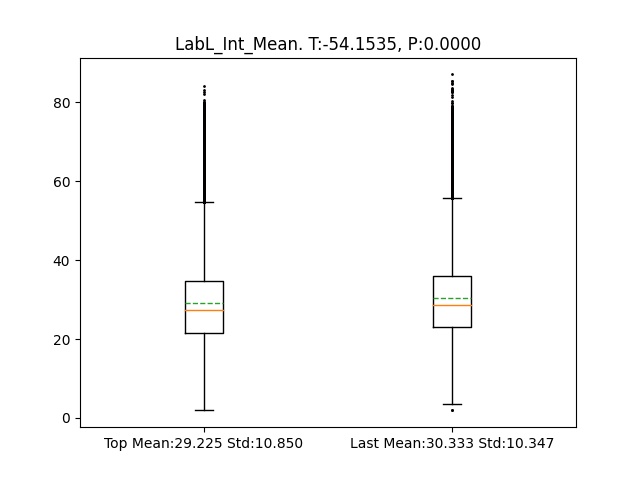 LabL_Int_Mean. T:-54.1535, P:0.0000
80
60
40
20
0
Top Mean:29.225 Std:10.850
Last Mean:30.333 Std:10.347